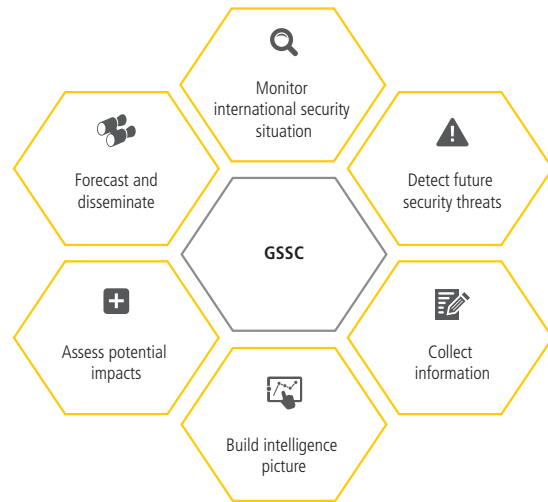 Monitor
international security
situation
Forecast and
disseminate
Detect future
security threats
GSSC
Assess potential
impacts
Collect
information
Build intelligence
picture